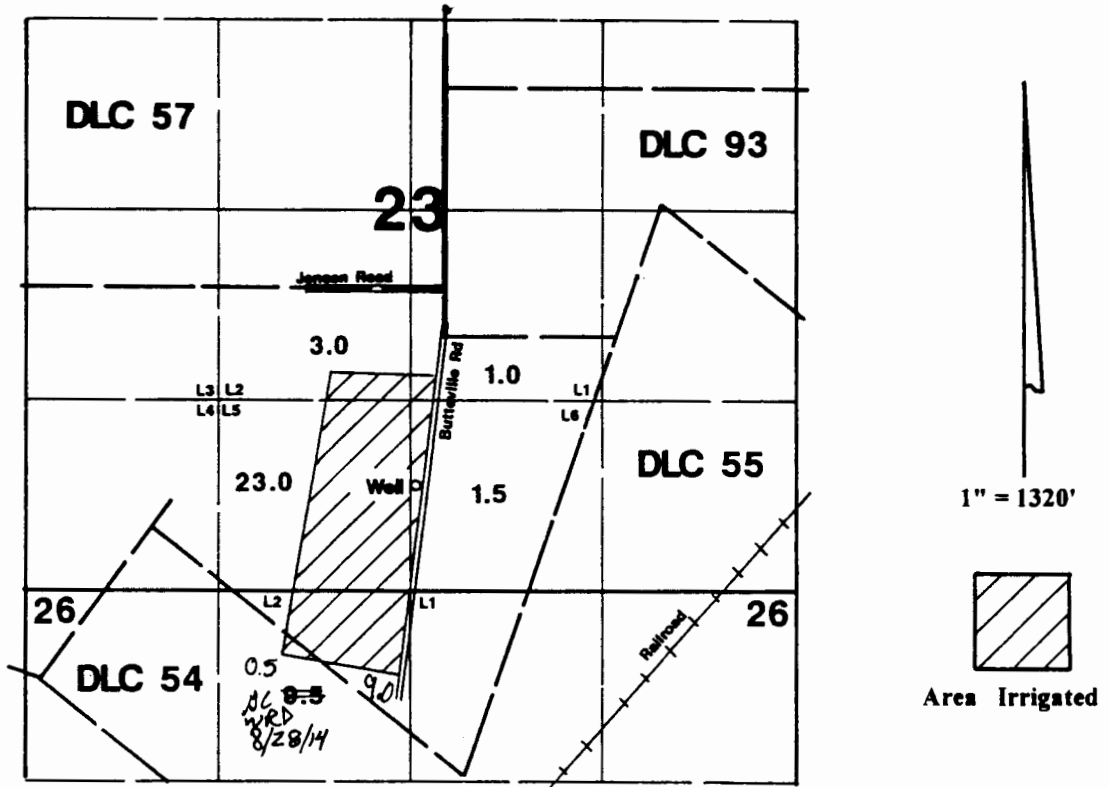 DLC 57
DLC 93
23
Jensen Road
3.0
1.0
Butteville Rd
L3 L2
L1
L4 L5
L6
DLC 55
23.0
Well
1.5
1" = 1320'
26
L2
L1
26
Railroad
0.5
DLC 54
9.0
9.5
WRD
8/28/14
Area Irrigated